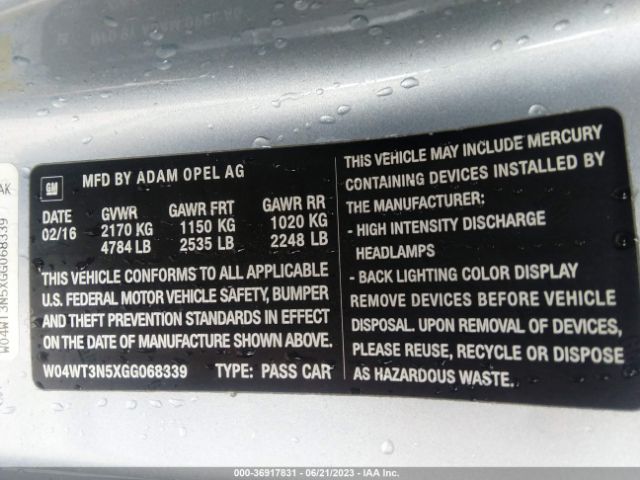 GM
MFD BY ADAM OPEL AG
DATE GVWR GAWR FRT GAWR RR
02/16 2170 KG 1150 KG 1020 KG
4784 LB 2535 LB 2248 LB
THIS VEHICLE CONFORMS TO ALL APPLICABLE
U.S. FEDERAL MOTOR VEHICLE SAFETY, BUMPER
AND THEFT PREVENTION STANDARDS IN EFFECT
ON THE DATE OF MANUFACTURE SHOWN ABOVE.
W04WT3N5XGG068339 TYPE: PASS CAR
THIS VEHICLE MAY INCLUDE MERCURY
CONTAINING DEVICES INSTALLED BY
THE MANUFACTURER:
- HIGH INTENSITY DISCHARGE
HEADLAMPS
- BACK LIGHTING COLOR DISPLAY
REMOVE DEVICES BEFORE VEHICLE
DISPOSAL. UPON REMOVAL OF DEVICES,
PLEASE REUSE, RECYCLE OR DISPOSE
AS HAZARDOUS WASTE.
W04WT3N5XGG068339
AK
000-36917831 - 06/21/2023 - IAA Inc.